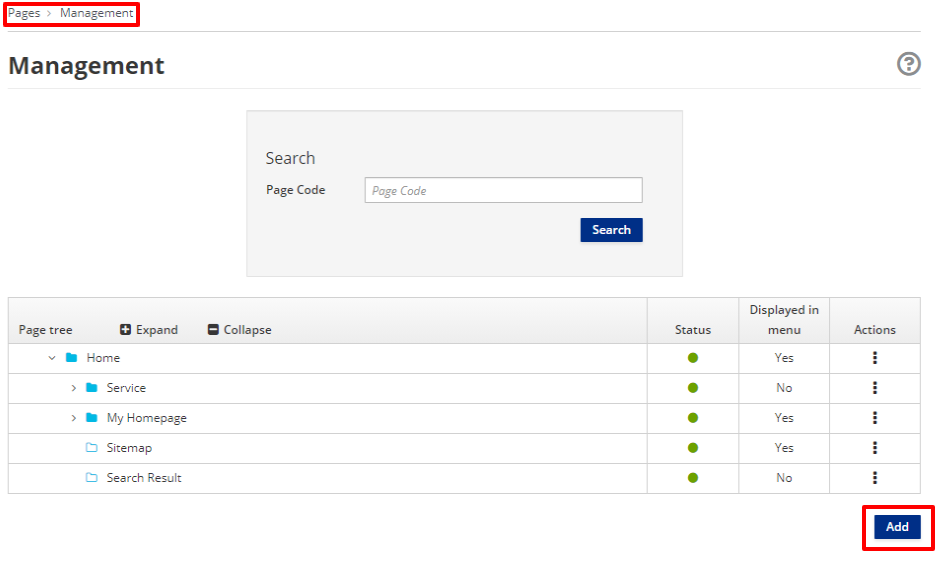 Pages > Management
Management
?
Search
Page Code Page Code
Search
Displayed in
Page tree Expand Collapse Status menu Actions
Home Yes
Service No
My Homepage Yes
Sitemap Yes
Search Result No
Add